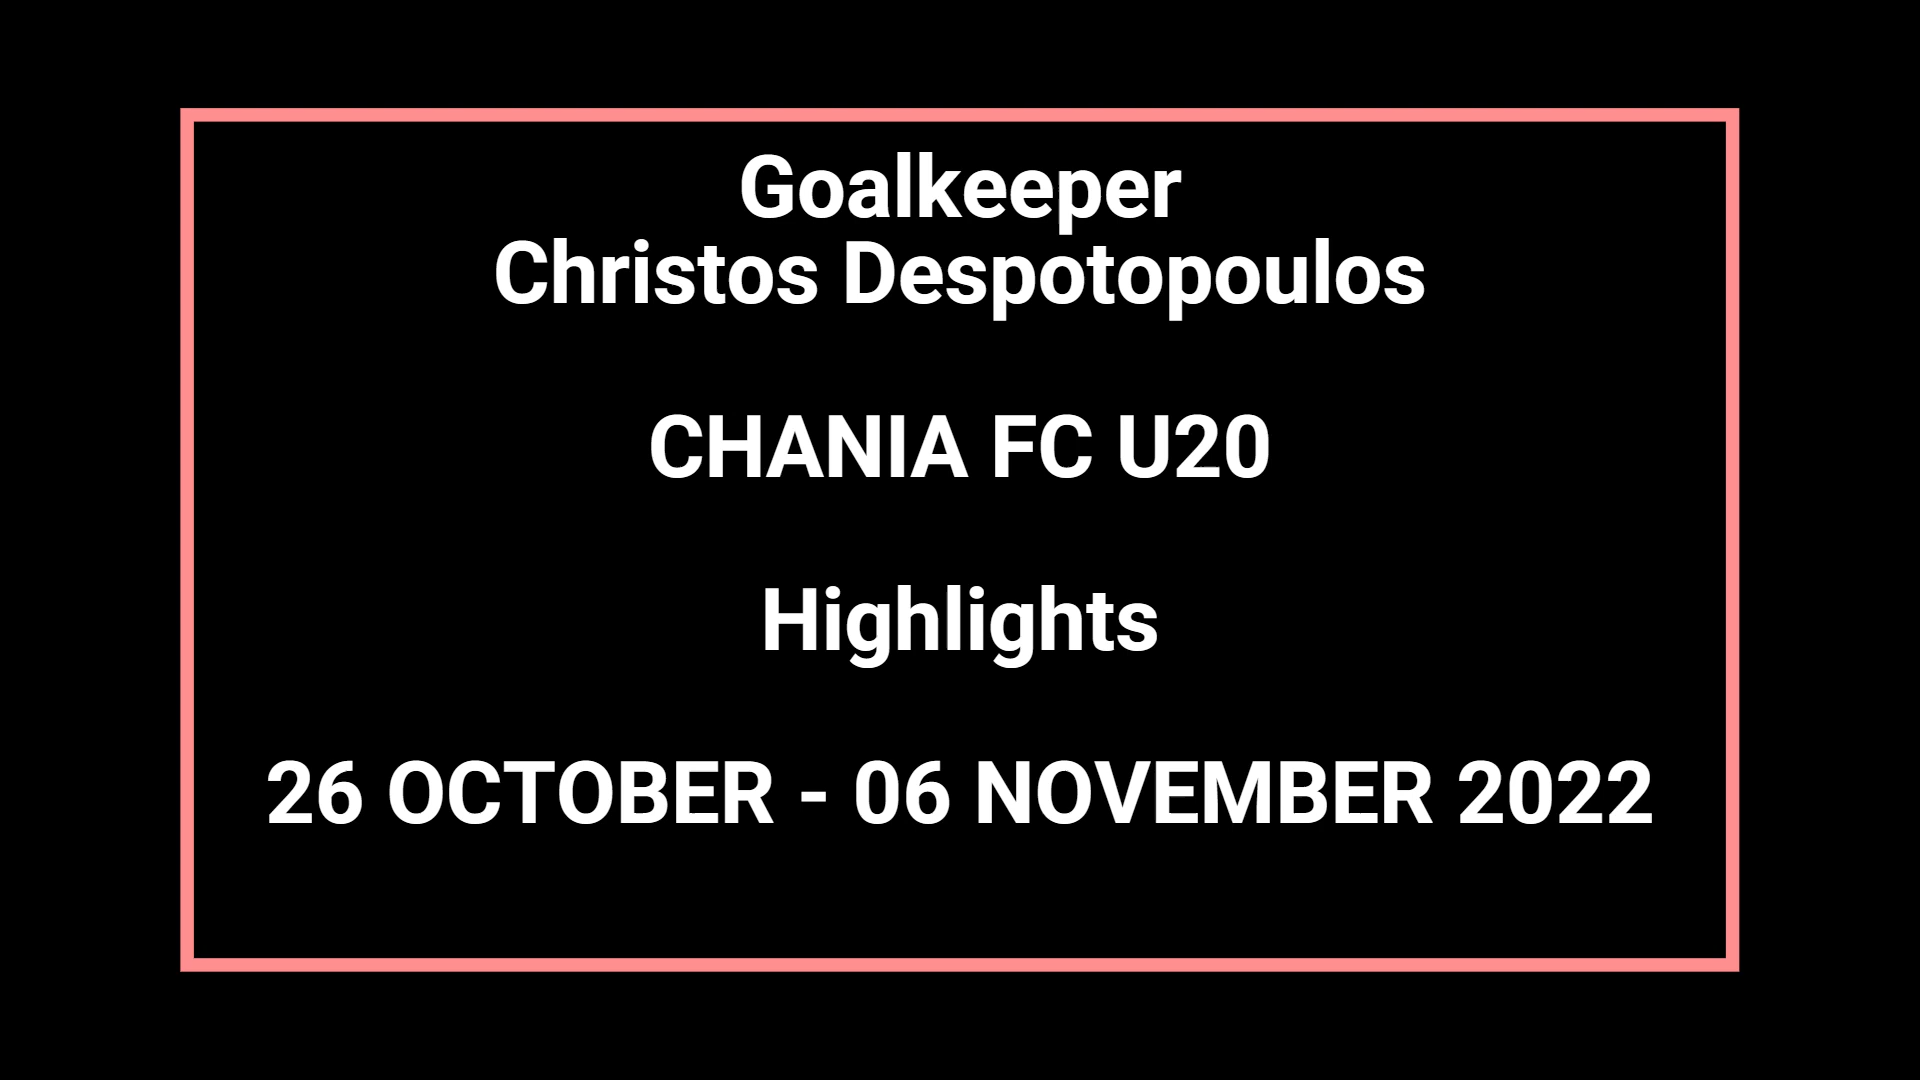 Goalkeeper
Christos Despotopoulos
CHANIA FC U20
Highlights
26 OCTOBER - 06 NOVEMBER 2022